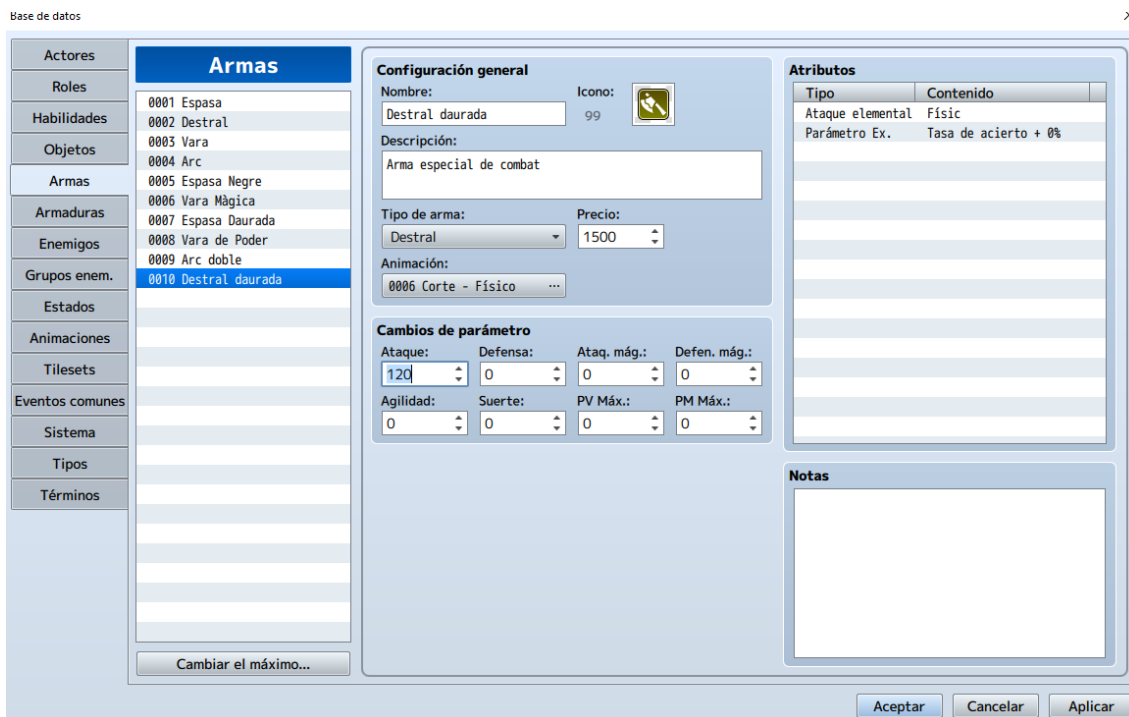 Base de datos
Actores
Roles
Habilidades
Objetos
Armas
Armaduras
Enemigos
Grupos enem.
Estados
Animaciones
Tilesets
Eventos comunes
Sistema
Tipos
Términos
Armas
0001 Espasa
0002 Destral
0003 Vara
0004 Arc
0005 Espasa Negre
0006 Vara Màgica
0007 Espasa Daurada
0008 Vara de Poder
0009 Arc doble
0010 Destral daurada
Cambiar el máximo...
Configuración general
Nombre: Icono:
Destral daurada 99
Descripción:
Arma especial de combat
Tipo de arma: Precio:
Destral 1500
Animación:
0006 Corte - Físico ...
Cambios de parámetro
Ataque: Defensa: Ataq. mág.: Defen. mág.:
120 0 0 0
Agilidad: Suerte: PV Máx.: PM Máx.:
0 0 0 0
Atributos
Tipo Contenido
Ataque elemental Físic
Parámetro Ex. Tasa de acierto + 0%
Notas
Aceptar Cancelar Aplicar